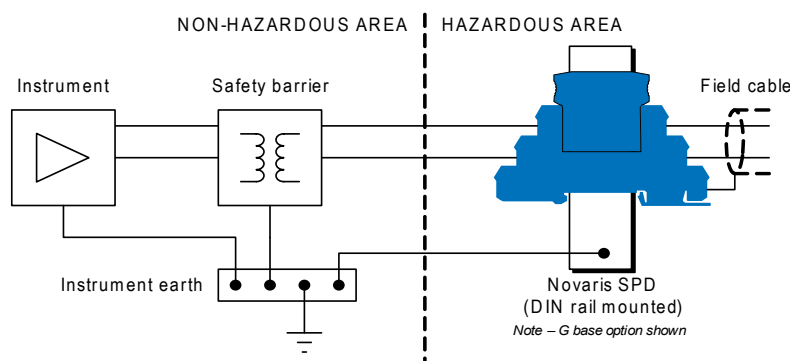 NON-HAZARDOUS AREA
HAZARDOUS AREA
Instrument
Safety barrier
Field cable
Instrument earth
Novaris SPD
(DIN rail mounted)
Note – G base option shown